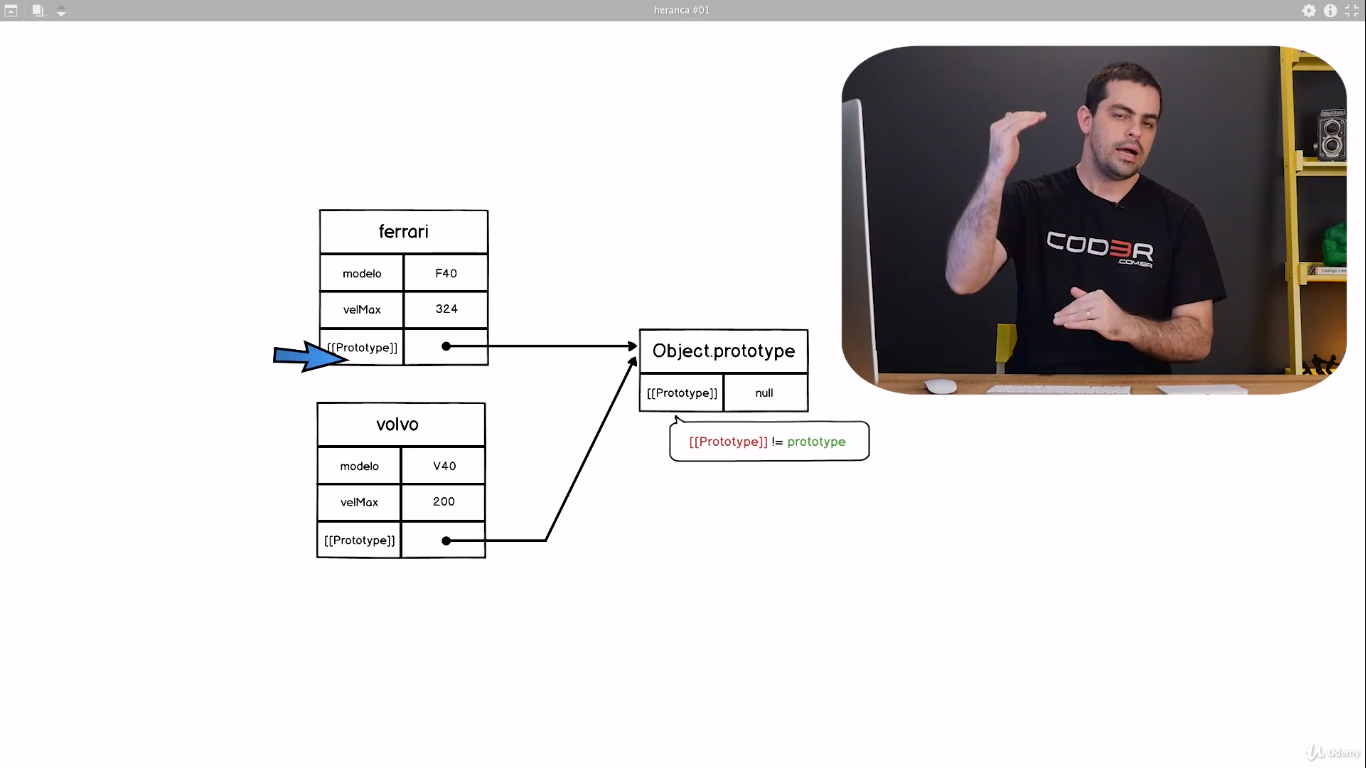 heranca #01
ferrari
modelo F40
velMax 324
[[Prototype]]
volvo
modelo V40
velMax 200
[[Prototype]]
Object.prototype
[[Prototype]] null
[[Prototype]] != prototype
COD3R
.COM.BR
Udemy